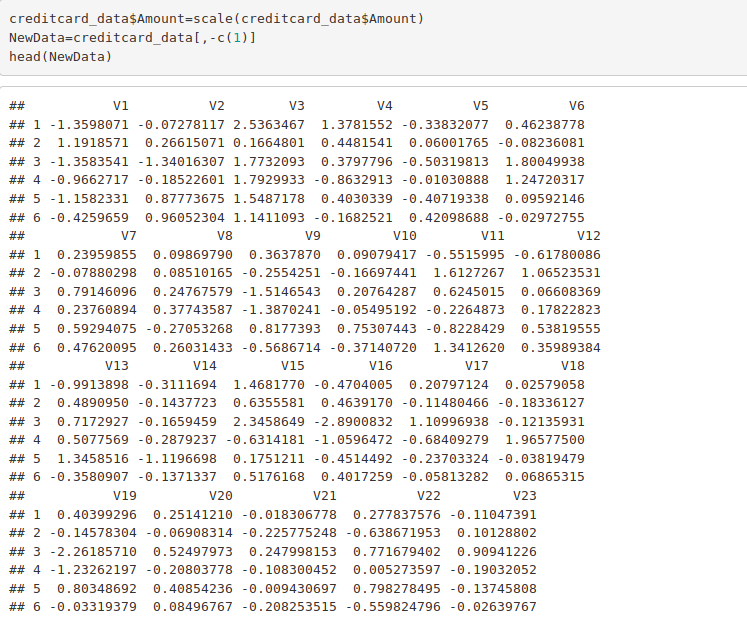 creditcard_data$Amount=scale(creditcard_data$Amount)
NewData=creditcard_data[,-c(1)]
head(NewData)
##           V1          V2        V3         V4          V5          V6
## 1 -1.3598071 -0.07278117 2.5363467  1.3781552 -0.33832077  0.46238778
## 2  1.1918571  0.26615071 0.1664801  0.4481541  0.06001765 -0.08236081
## 3 -1.3583541 -1.34016307 1.7732093  0.3797796 -0.50319813  1.80049938
## 4 -0.9662717 -0.18522601 1.7929933 -0.8632913 -0.01030888  1.24720317
## 5 -1.1582331  0.87773675 1.5487178  0.4030339 -0.40719338  0.09592146
## 6 -0.4259659  0.96052304 1.1411093 -0.1682521  0.42098688 -0.02972755
##            V7          V8         V9         V10        V11         V12
## 1  0.23959855  0.09869790  0.3637870  0.09079417 -0.5515995 -0.61780086
## 2 -0.07880298  0.08510165 -0.2554251 -0.16697441  1.6127267  1.06523531
## 3  0.79146096  0.24767579 -1.5146543  0.20764287  0.6245015  0.06608369
## 4  0.23760894  0.37743587 -1.3870241 -0.05495192 -0.2264873  0.17822823
## 5  0.59294075 -0.27053268  0.8177393  0.75307443 -0.8228429  0.53819555
## 6  0.47620095  0.26031433 -0.5686714 -0.37140720  1.3412620  0.35989384
##          V13        V14        V15        V16         V17         V18
## 1 -0.9913898 -0.3111694  1.4681770 -0.4704005  0.20797124  0.02579058
## 2  0.4890950 -0.1437723  0.6355581  0.4639170 -0.11480466 -0.18336127
## 3  0.7172927 -0.1659459  2.3458649 -2.8900832  1.10996938 -0.12135931
## 4  0.5077569 -0.2879237 -0.6314181 -1.0596472 -0.68409279  1.96577500
## 5  1.3458516 -1.1196698  0.1751211 -0.4514492 -0.23703324 -0.03819479
## 6 -0.3580907 -0.1371337  0.5176168  0.4017259 -0.05813282  0.06865315
##           V19         V20          V21          V22         V23
## 1  0.40399296  0.25141210 -0.018306778  0.277837576 -0.11047391
## 2 -0.14578304 -0.06908314 -0.225775248 -0.638671953  0.10128802
## 3 -2.26185710  0.52497973  0.247998153  0.771679402  0.90941226
## 4 -1.23262197 -0.20803778 -0.108300452  0.005273597 -0.19032052
## 5  0.80348692  0.40854236 -0.009430697  0.798278495 -0.13745808
## 6 -0.03319379  0.08496767 -0.208253515 -0.559824796 -0.02639767